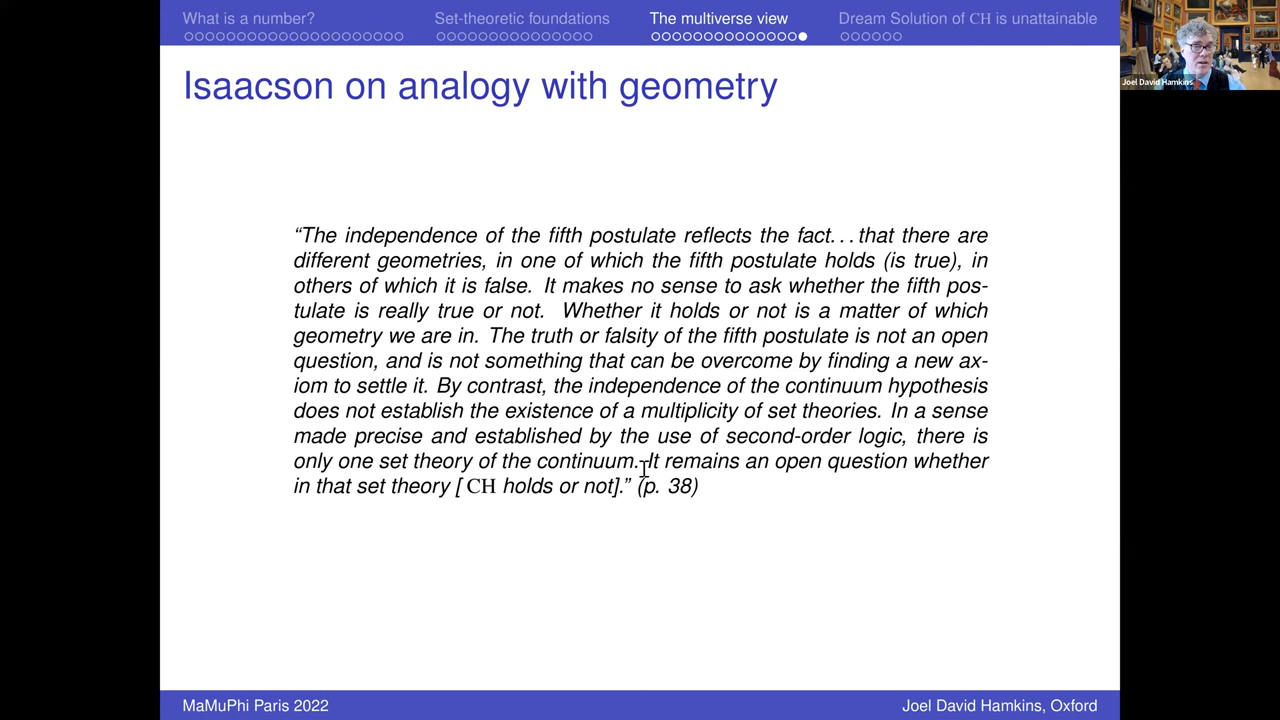 What is a number?
Set-theoretic foundations
The multiverse view
Dream Solution of CH is unattainable
Joel David Hamkins
Isaacson on analogy with geometry
“The independence of the fifth postulate reflects the fact. . . that there are
different geometries, in one of which the fifth postulate holds (is true), in
others of which it is false. It makes no sense to ask whether the fifth pos-
tulate is really true or not. Whether it holds or not is a matter of which
geometry we are in. The truth or falsity of the fifth postulate is not an open
question, and is not something that can be overcome by finding a new ax-
iom to settle it. By contrast, the independence of the continuum hypothesis
does not establish the existence of a multiplicity of set theories. In a sense
made precise and established by the use of second-order logic, there is
only one set theory of the continuum. It remains an open question whether
in that set theory [ CH holds or not].” (p. 38)
MaMuPhi Paris 2022
Joel David Hamkins, Oxford